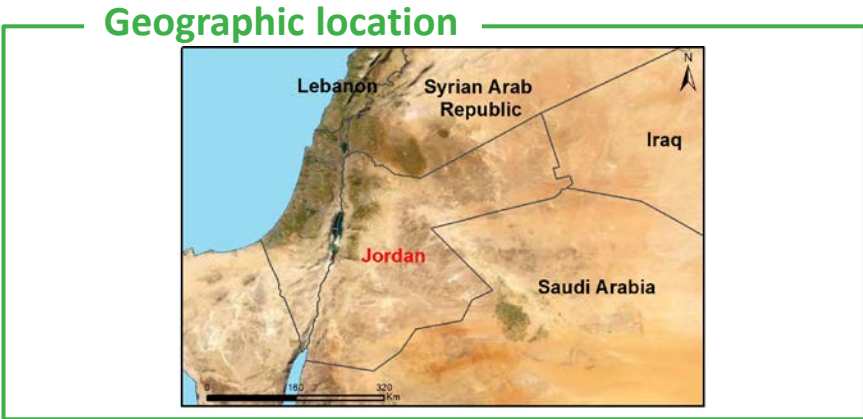 Geographic location
N
Lebanon
Syrian Arab
Republic
Iraq
Jordan
Saudi Arabia
0 160 320
Km